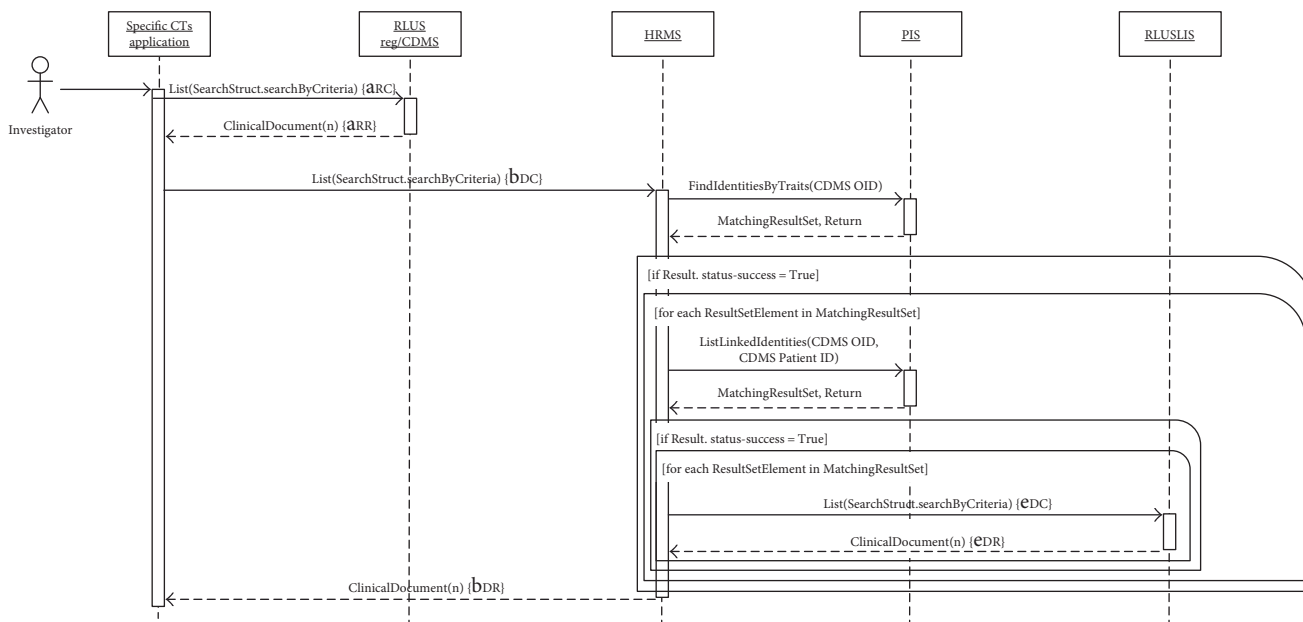 Specific CTs
application
RLUS
reg/CDMS
HRMS
PIS
RLUSLIS
Investigator
List(SearchStruct.searchByCriteria) {aRC}
ClinicalDocument(n) {aRR}
List(SearchStruct.searchByCriteria) {bDC}
FindIdentitiesByTraits(CDMS OID)
MatchingResultSet, Return
[if Result. status-success = True]
[for each ResultSetElement in MatchingResultSet]
ListLinkedIdentities(CDMS OID,
CDMS Patient ID)
MatchingResultSet, Return
[if Result. status-success = True]
[for each ResultSetElement in MatchingResultSet]
List(SearchStruct.searchByCriteria) {eDC}
ClinicalDocument(n) {eDR}
ClinicalDocument(n) {bDR}